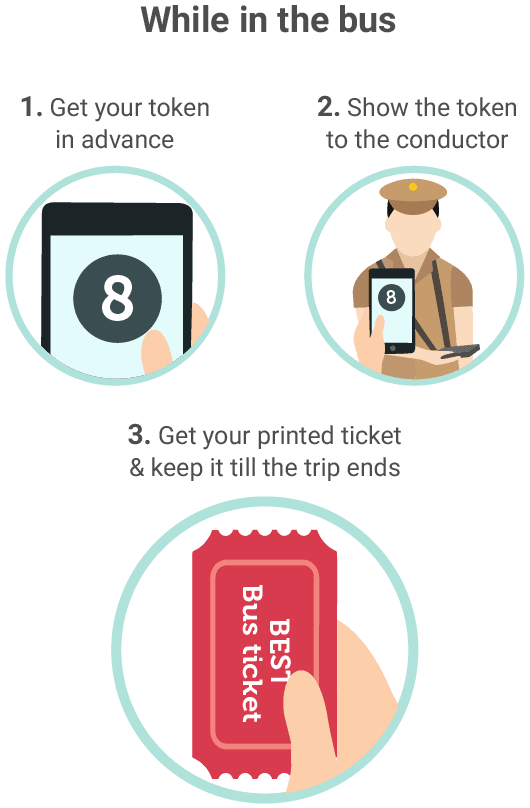 While in the bus
1. Get your token
in advance
8
2. Show the token
to the conductor
8
3. Get your printed ticket
& keep it till the trip ends
BEST
Bus ticket